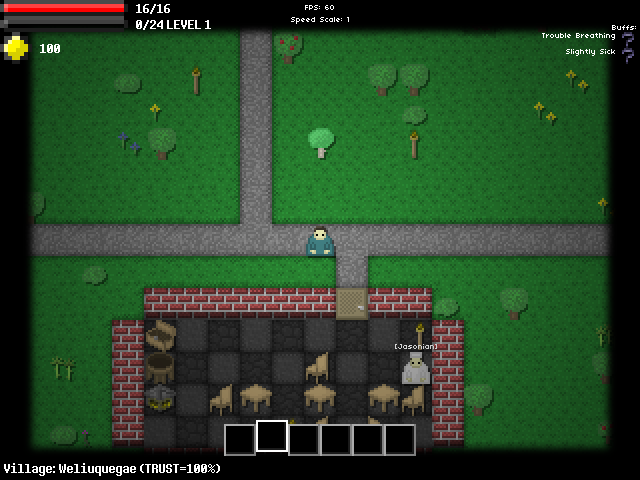 16/16
0/24 LEVEL 1
100
FPS: 60
Speed Scale: 1
Buffs:
Trouble Breathing
Slightly Sick
[Jasonian]
Village: Weliuquegae (TRUST=100%)